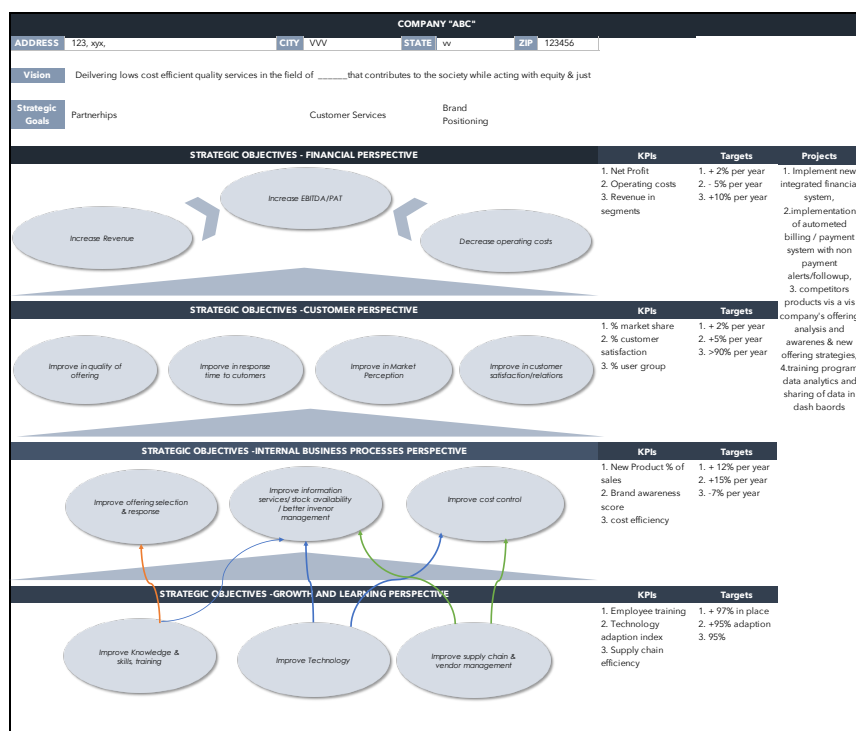 COMPANY "ABC"
ADDRESS 123, xyx, CITY VVV STATE vv ZIP 123456
Vision Deilvering lows cost efficient quality services in the field of ______that contributes to the society while acting with equity & just
Strategic
Goals
Partnerhips
Customer Services
Brand
Positioning
STRATEGIC OBJECTIVES - FINANCIAL PERSPECTIVE
Increase EBITDA/PAT
Increase Revenue
Decrease operating costs
KPIs
1. Net Profit
2. Operating costs
3. Revenue in
segments
Targets
1. + 2% per year
2. - 5% per year
3. +10% per year
Projects
1. Implement new
integrated financia
system,
2.implementation
of autometed
billing / payment
system with non
payment
alerts/followup,
3. competitors
products vis a vis
company's offering
analysis and
awarenes & new
offering strategies,
4.training program
data analytics and
sharing of data in
dash baords
STRATEGIC OBJECTIVES -CUSTOMER PERSPECTIVE
Improve in quality of
offering
Imporve in response
time to cutomers
Improve in Market
Perception
Improve in customer
satisfaction/relations
KPIs
1. % market share
2. % customer
satisfaction
3. % user group
Targets
1. + 2% per year
2. +5% per year
3. >90% per year
STRATEGIC OBJECTIVES -INTERNAL BUSINESS PROCESSES PERSPECTIVE
Improve offering selection
& response
Improve information
services/ stock availability
/ better invenor
management
Improve cost control
KPIs
1. New Product % of
sales
2. Brand awareness
score
3. cost efficiency
Targets
1. + 12% per year
2. +15% per year
3. -7% per year
STRATEGIC OBJECTIVES -GROWTH AND LEARNING PERSPECTIVE
Improve Knowledge &
skills, training
Improve Technology
Improve supply chain &
vendor management
KPIs
1. Employee training
2. Technology
adaption index
3. Supply chain
efficiency
Targets
1. + 97% in place
2. +95% adaption
3. 95%